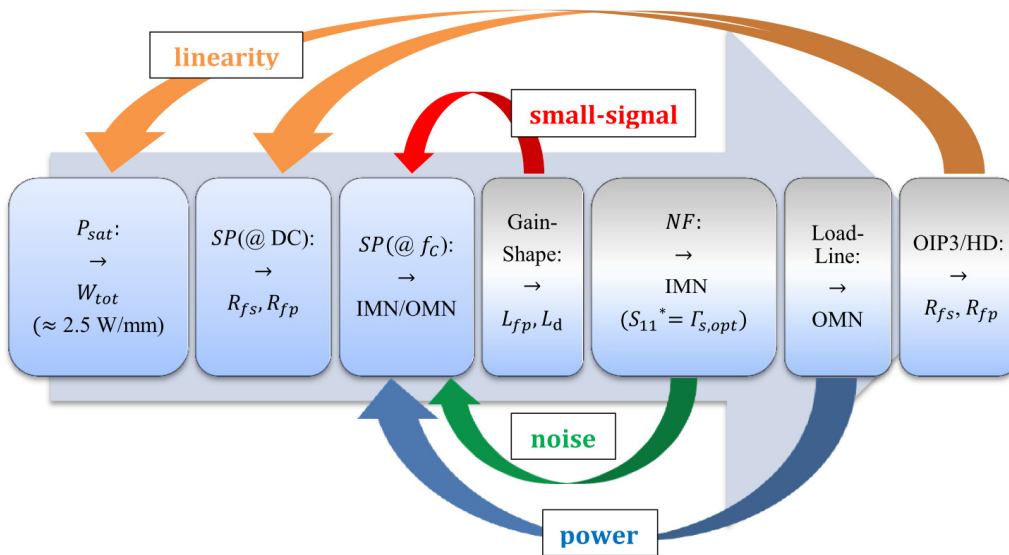 linearity
small-signal
P_sat:
→
W_tot
(≈ 2.5 W/mm)
SP(@ DC):
→
R_fs, R_fp
SP(@ f_C):
→
IMN/OMN
Gain-
Shape:
→
L_fp, L_d
NF:
→
IMN
(S_11^* = Γ_s,opt)
Load-
Line:
→
OMN
OIP3/HD:
→
R_fs, R_fp
noise
power